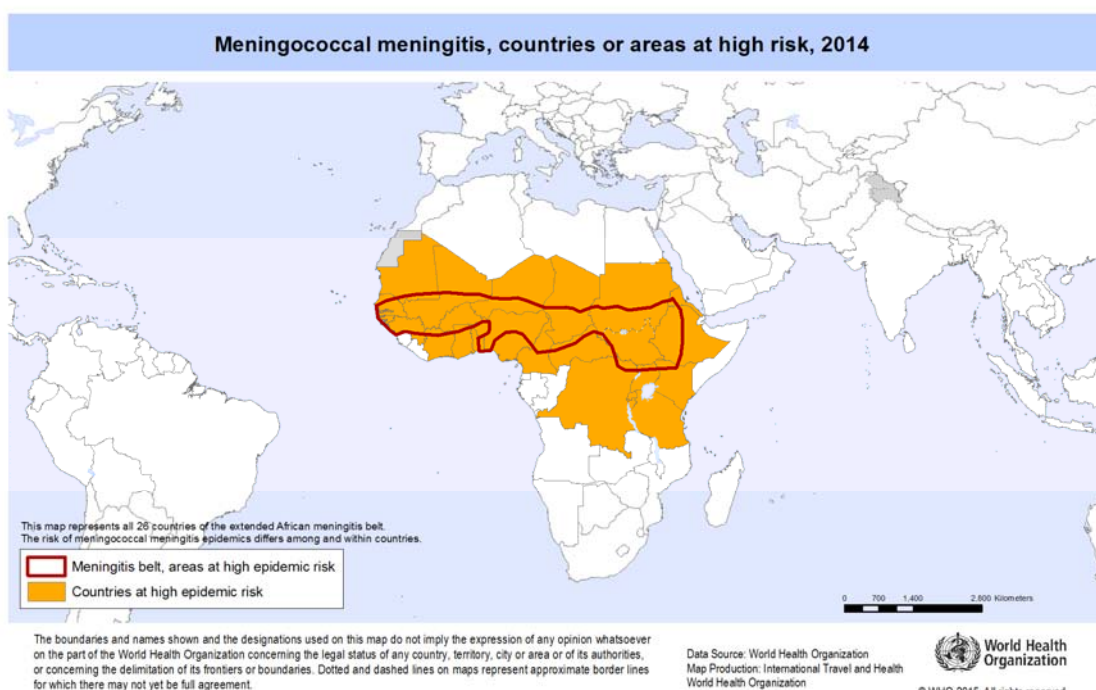 Meningococcal meningitis, countries or areas at high risk, 2014
This map represents all 26 countries of the extended African meningitis belt.
The risk of meningococcal meningitis epidemics differs among and within countries.
Meningitis belt, areas at high epidemic risk
Countries at high epidemic risk
0 700 1,400 2,800 Kilometers
The boundaries and names shown and the designations used on this map do not imply the expression of any opinion whatsoever
on the part of the World Health Organization concerning the legal status of any country, territory, city or area or of its authorities,
or concerning the delimitation of its frontiers or boundaries. Dotted and dashed lines on maps represent approximate border lines
for which there may not yet be full agreement.
Data Source: World Health Organization
Map Production: International Travel and Health
World Health Organization
World Health
Organization
© WHO 2015. All rights reserved